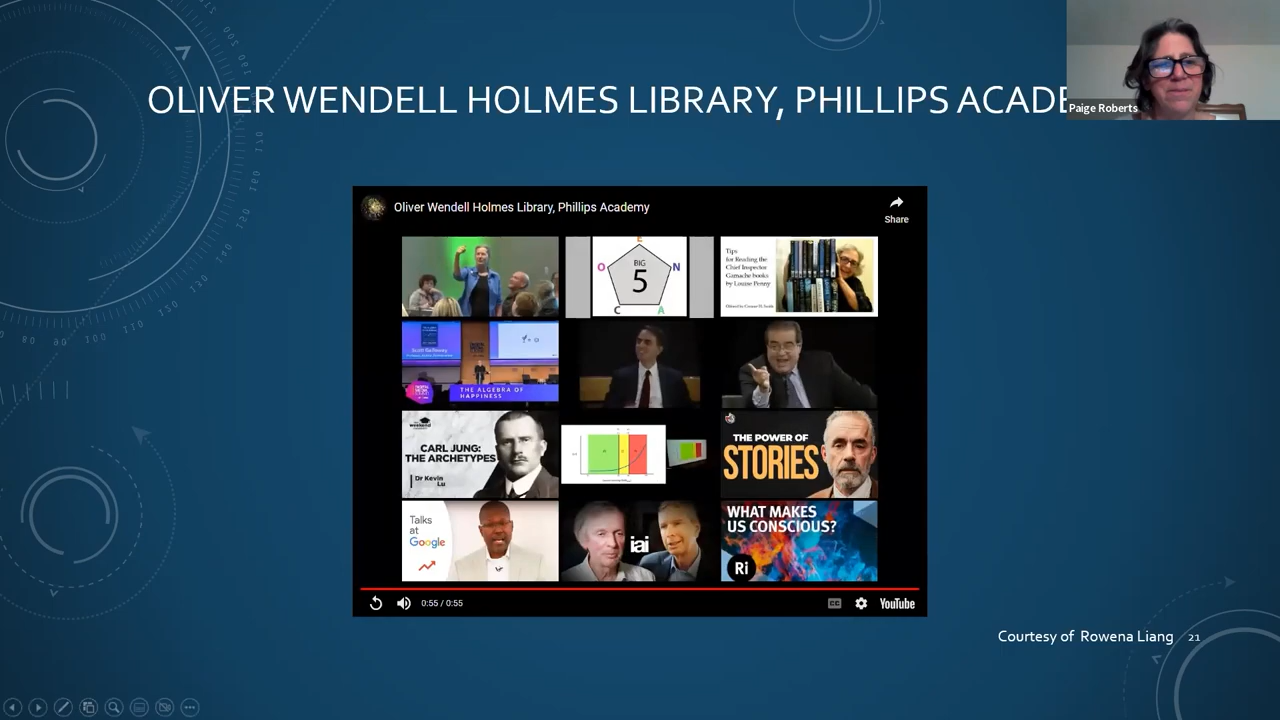 OLIVER WENDELL HOLMES LIBRARY, PHILLIPS ACADE
Paige Roberts
Oliver Wendell Holmes Library, Phillips Academy
Share
E
O
BIG
5
N
C
A
Tips
for Reading the
Chief Inspector
Gamache books
by Louise Penny
Scott Galloway
THE ALGEBRA OF
HAPPINESS
CARL JUNG:
THE ARCHETYPES
Dr Kevin
Lu
THE POWER OF
STORIES
Talks
at
Google
iai
WHAT MAKES
US CONSCIOUS?
Ri
0:55 / 0:55
CC
YouTube
Courtesy of Rowena Liang
21